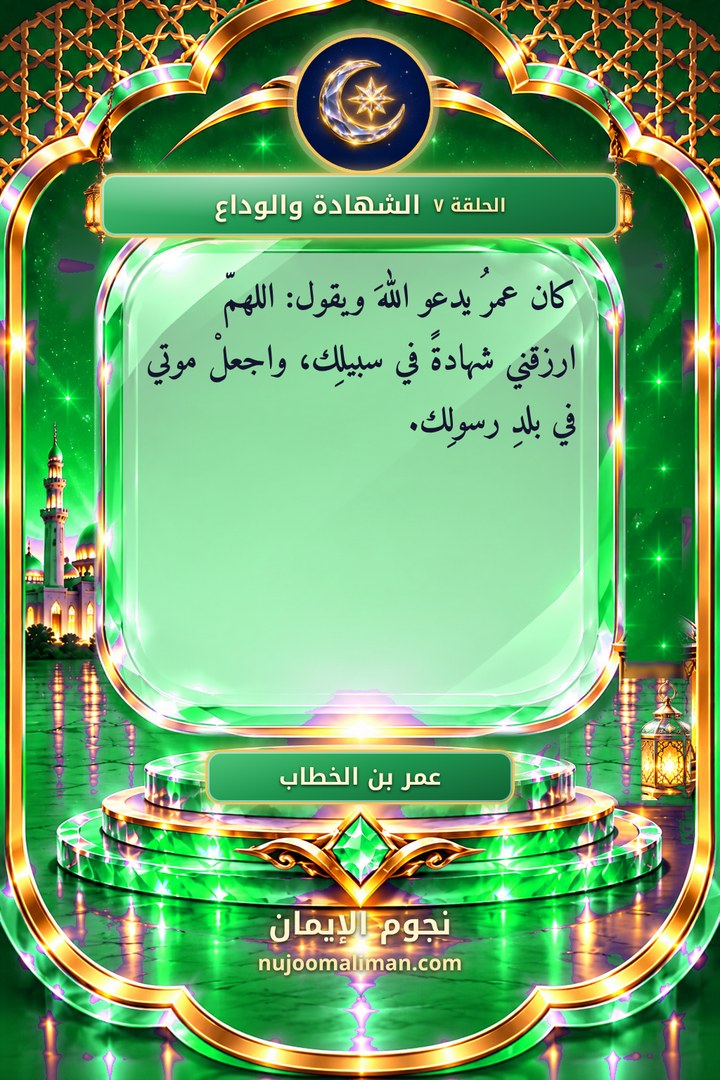 الحلقة ٧ الشهادة والوداع
كان عمرُ يدعو اللهَ ويقول: اللهمّ
ارزقني شهادةً في سبيلِك، واجعلْ موتي
في بلدِ رسولِك.
عمر بن الخطاب
نجوم الإيمان
nujoomaliman.com